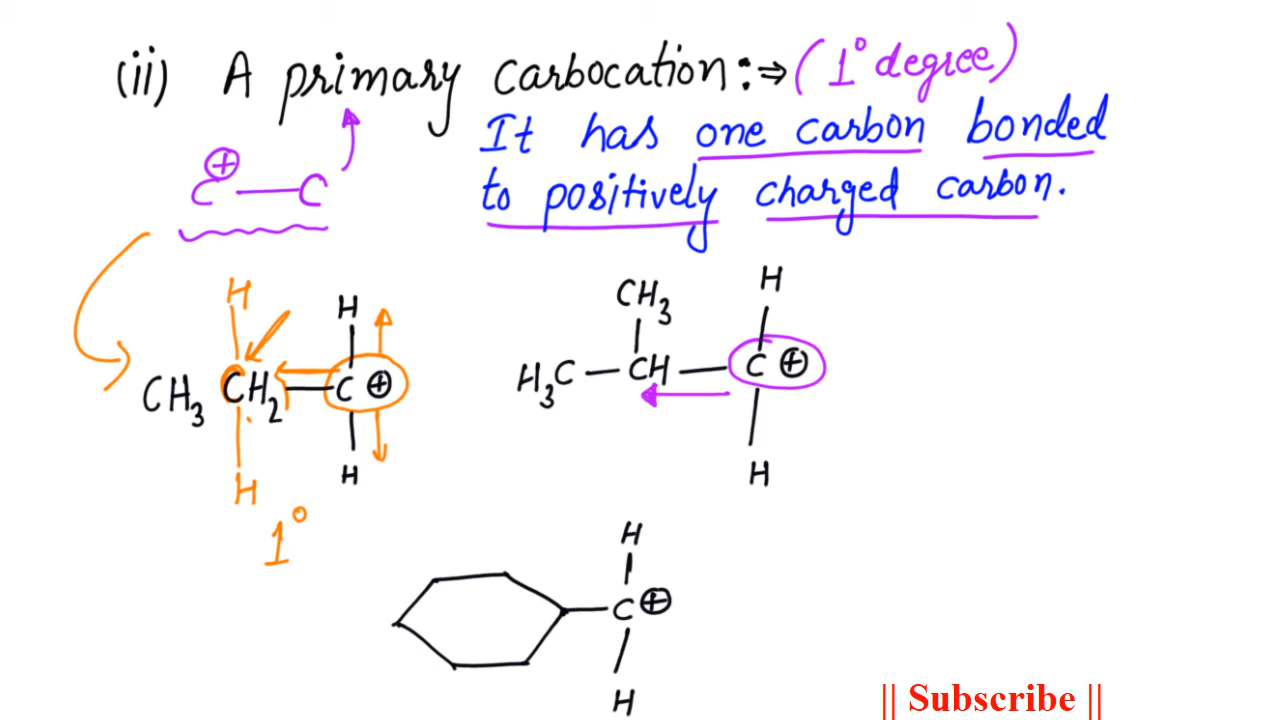 (ii) A primary carbocation:⇒ (1° degree)
It has one carbon bonded
to positively charged carbon.
⊕
C—C
H H
CH3 CH2—C⊕
H H
1°
CH3 H
H3C—CH—C⊕
H
H
C⊕
H
|| Subscribe ||